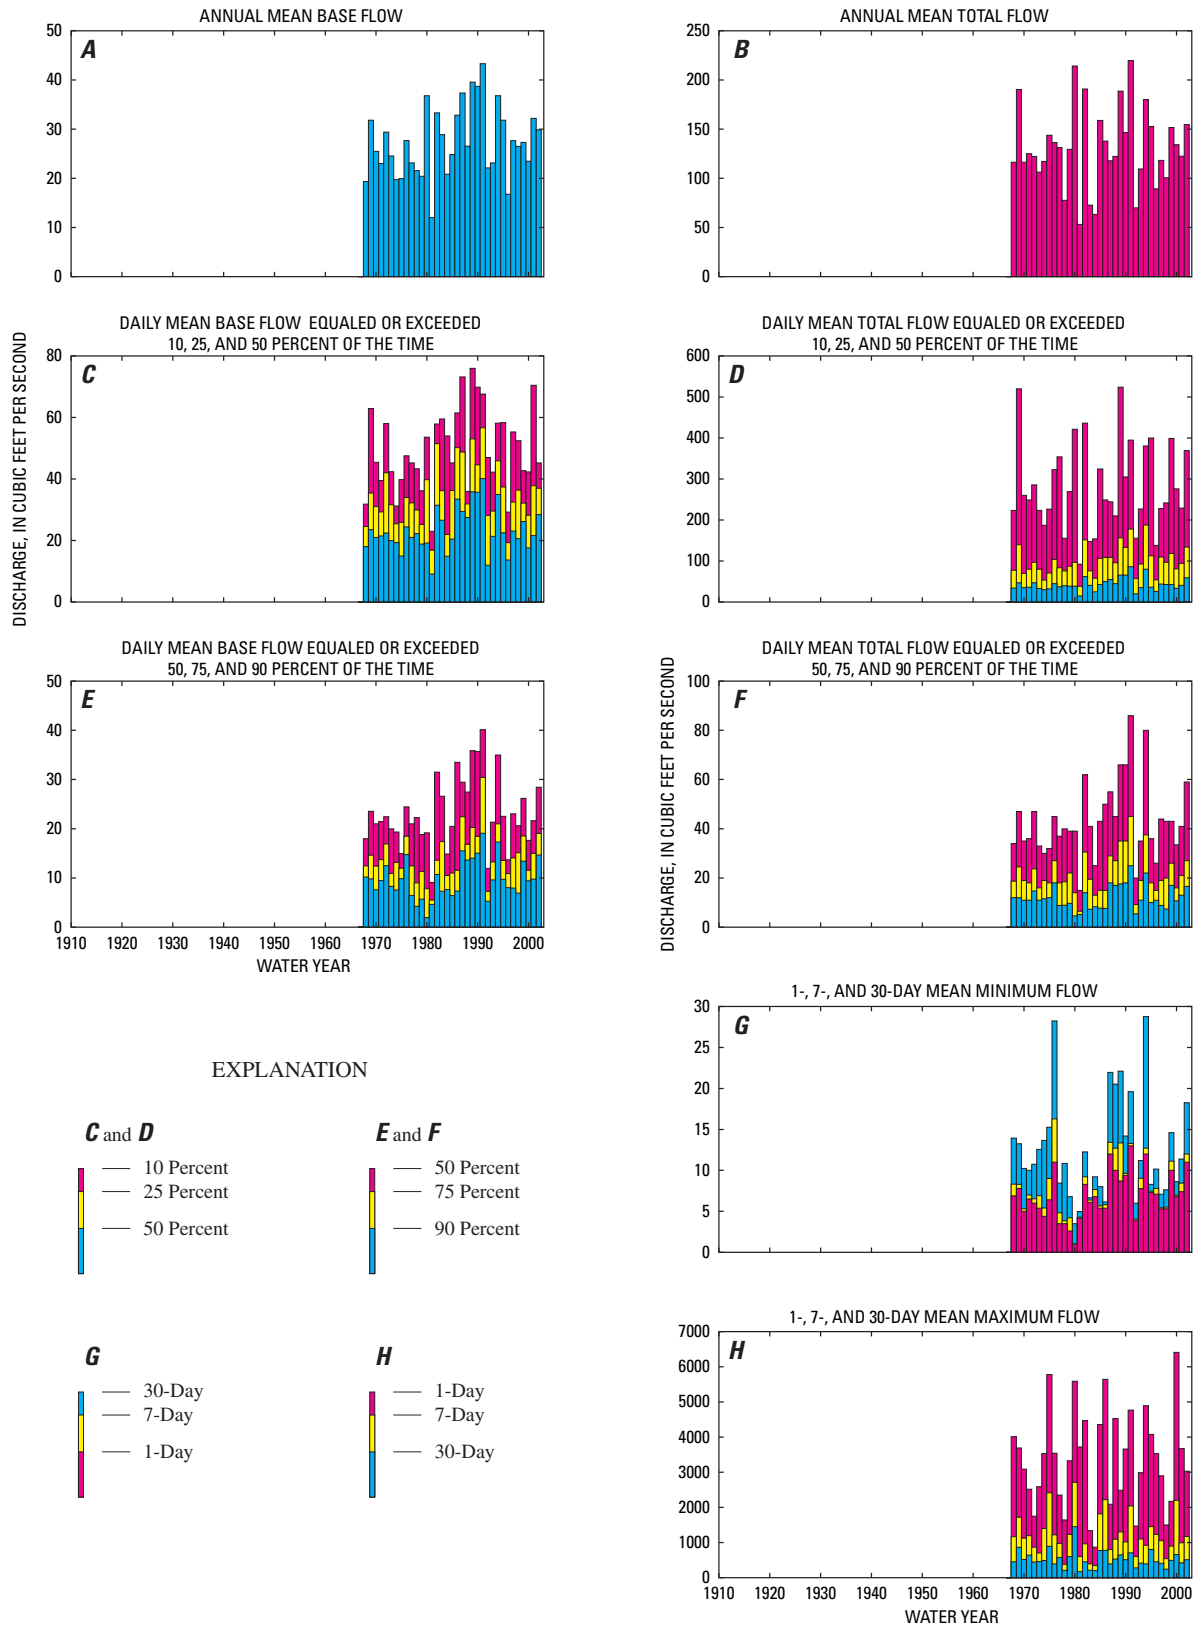 ANNUAL MEAN BASE FLOW
A
50
40
30
20
10
0
ANNUAL MEAN TOTAL FLOW
B
250
200
150
100
50
0
DISCHARGE, IN CUBIC FEET PER SECOND
DAILY MEAN BASE FLOW EQUALED OR EXCEEDED
10, 25, AND 50 PERCENT OF THE TIME
C
80
60
40
20
0
DAILY MEAN TOTAL FLOW EQUALED OR EXCEEDED
10, 25, AND 50 PERCENT OF THE TIME
D
600
500
400
300
200
100
0
DAILY MEAN BASE FLOW EQUALED OR EXCEEDED
50, 75, AND 90 PERCENT OF THE TIME
E
50
40
30
20
10
0
1910 1920 1930 1940 1950 1960 1970 1980 1990 2000
WATER YEAR
DISCHARGE, IN CUBIC FEET PER SECOND
DAILY MEAN TOTAL FLOW EQUALED OR EXCEEDED
50, 75, AND 90 PERCENT OF THE TIME
F
100
80
60
40
20
0
1-, 7-, AND 30-DAY MEAN MINIMUM FLOW
G
30
25
20
15
10
5
0
EXPLANATION
C and D
10 Percent
25 Percent
50 Percent
E and F
50 Percent
75 Percent
90 Percent
G
30-Day
7-Day
1-Day
H
1-Day
7-Day
30-Day
1-, 7-, AND 30-DAY MEAN MAXIMUM FLOW
H
7000
6000
5000
4000
3000
2000
1000
0
1910 1920 1930 1940 1950 1960 1970 1980 1990 2000
WATER YEAR